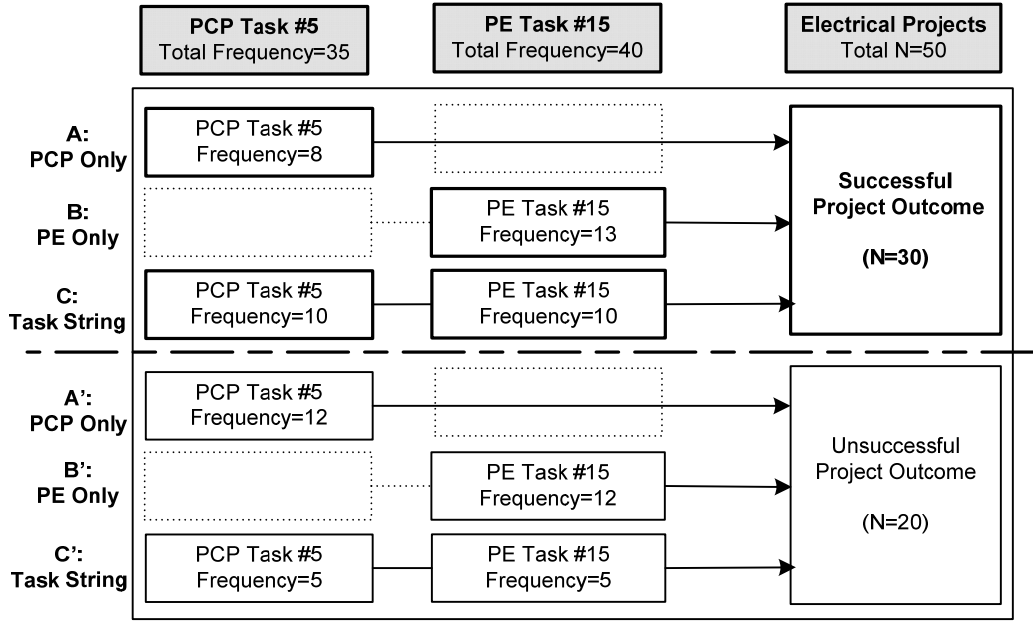 PCP Task #5
Total Frequency=35
PE Task #15
Total Frequency=40
Electrical Projects
Total N=50
A:
PCP Only
PCP Task #5
Frequency=8
B:
PE Only
PE Task #15
Frequency=13
C:
Task String
PCP Task #5
Frequency=10
PE Task #15
Frequency=10
Successful
Project Outcome
(N=30)
A’:
PCP Only
PCP Task #5
Frequency=12
B’:
PE Only
PE Task #15
Frequency=12
C’:
Task String
PCP Task #5
Frequency=5
PE Task #15
Frequency=5
Unsuccessful
Project Outcome
(N=20)